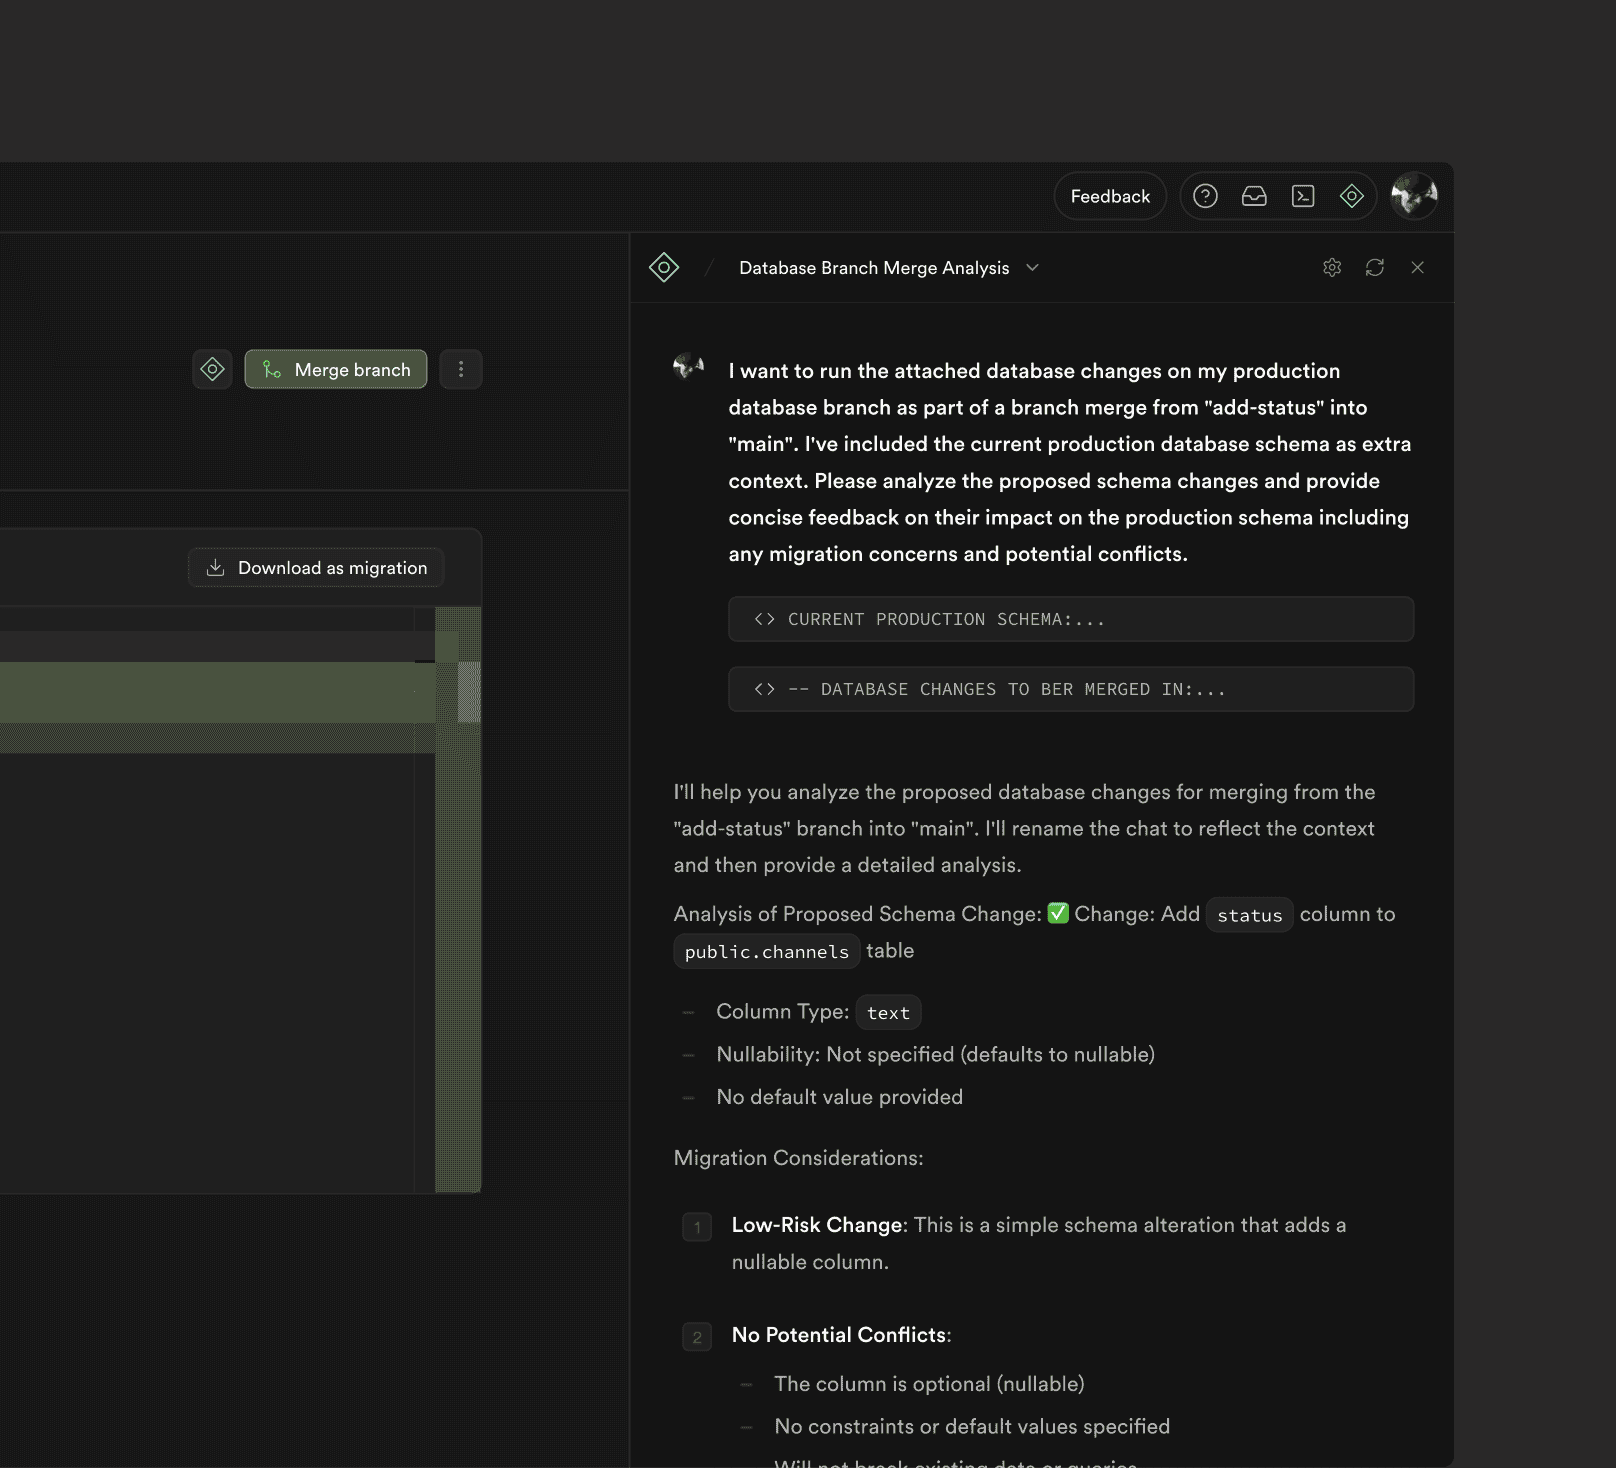 Feedback
Database Branch Merge Analysis
Merge branch
Download as migration
I want to run the attached database changes on my production
database branch as part of a branch merge from "add-status" into
"main". I've included the current production database schema as extra
context. Please analyze the proposed schema changes and provide
concise feedback on their impact on the production schema including
any migration concerns and potential conflicts.
<> CURRENT PRODUCTION SCHEMA:...
<> -- DATABASE CHANGES TO BER MERGED IN:...
I'll help you analyze the proposed database changes for merging from the
"add-status" branch into "main". I'll rename the chat to reflect the context
and then provide a detailed analysis.
Analysis of Proposed Schema Change: ✅ Change: Add status column to
public.channels table
– Column Type: text
– Nullability: Not specified (defaults to nullable)
– No default value provided
Migration Considerations:
1 Low-Risk Change: This is a simple schema alteration that adds a
nullable column.
2 No Potential Conflicts:
– The column is optional (nullable)
– No constraints or default values specified
Will not break existing data or queries